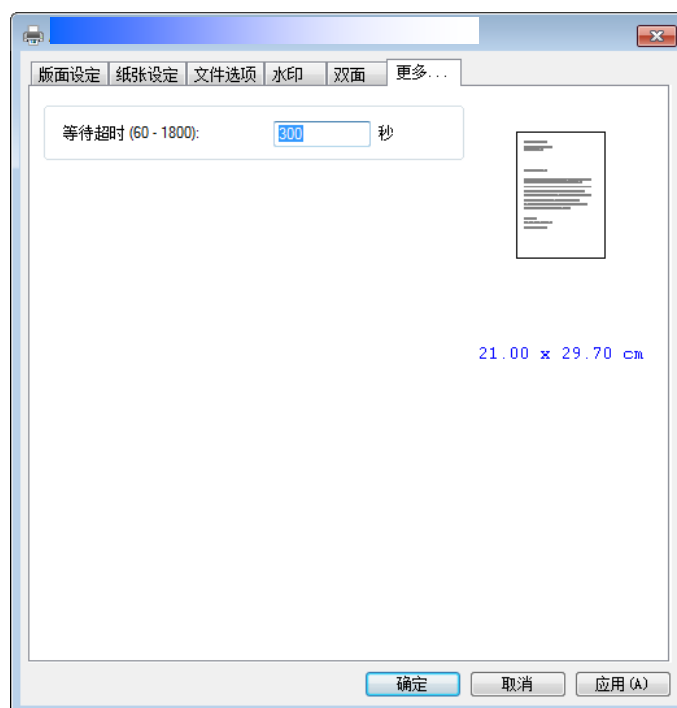 版面设定 纸张设定 文件选项 水印 双面 更多...
等待超时 (60 - 1800): 300 秒
21.00 x 29.70 cm
确定 取消 应用(A)